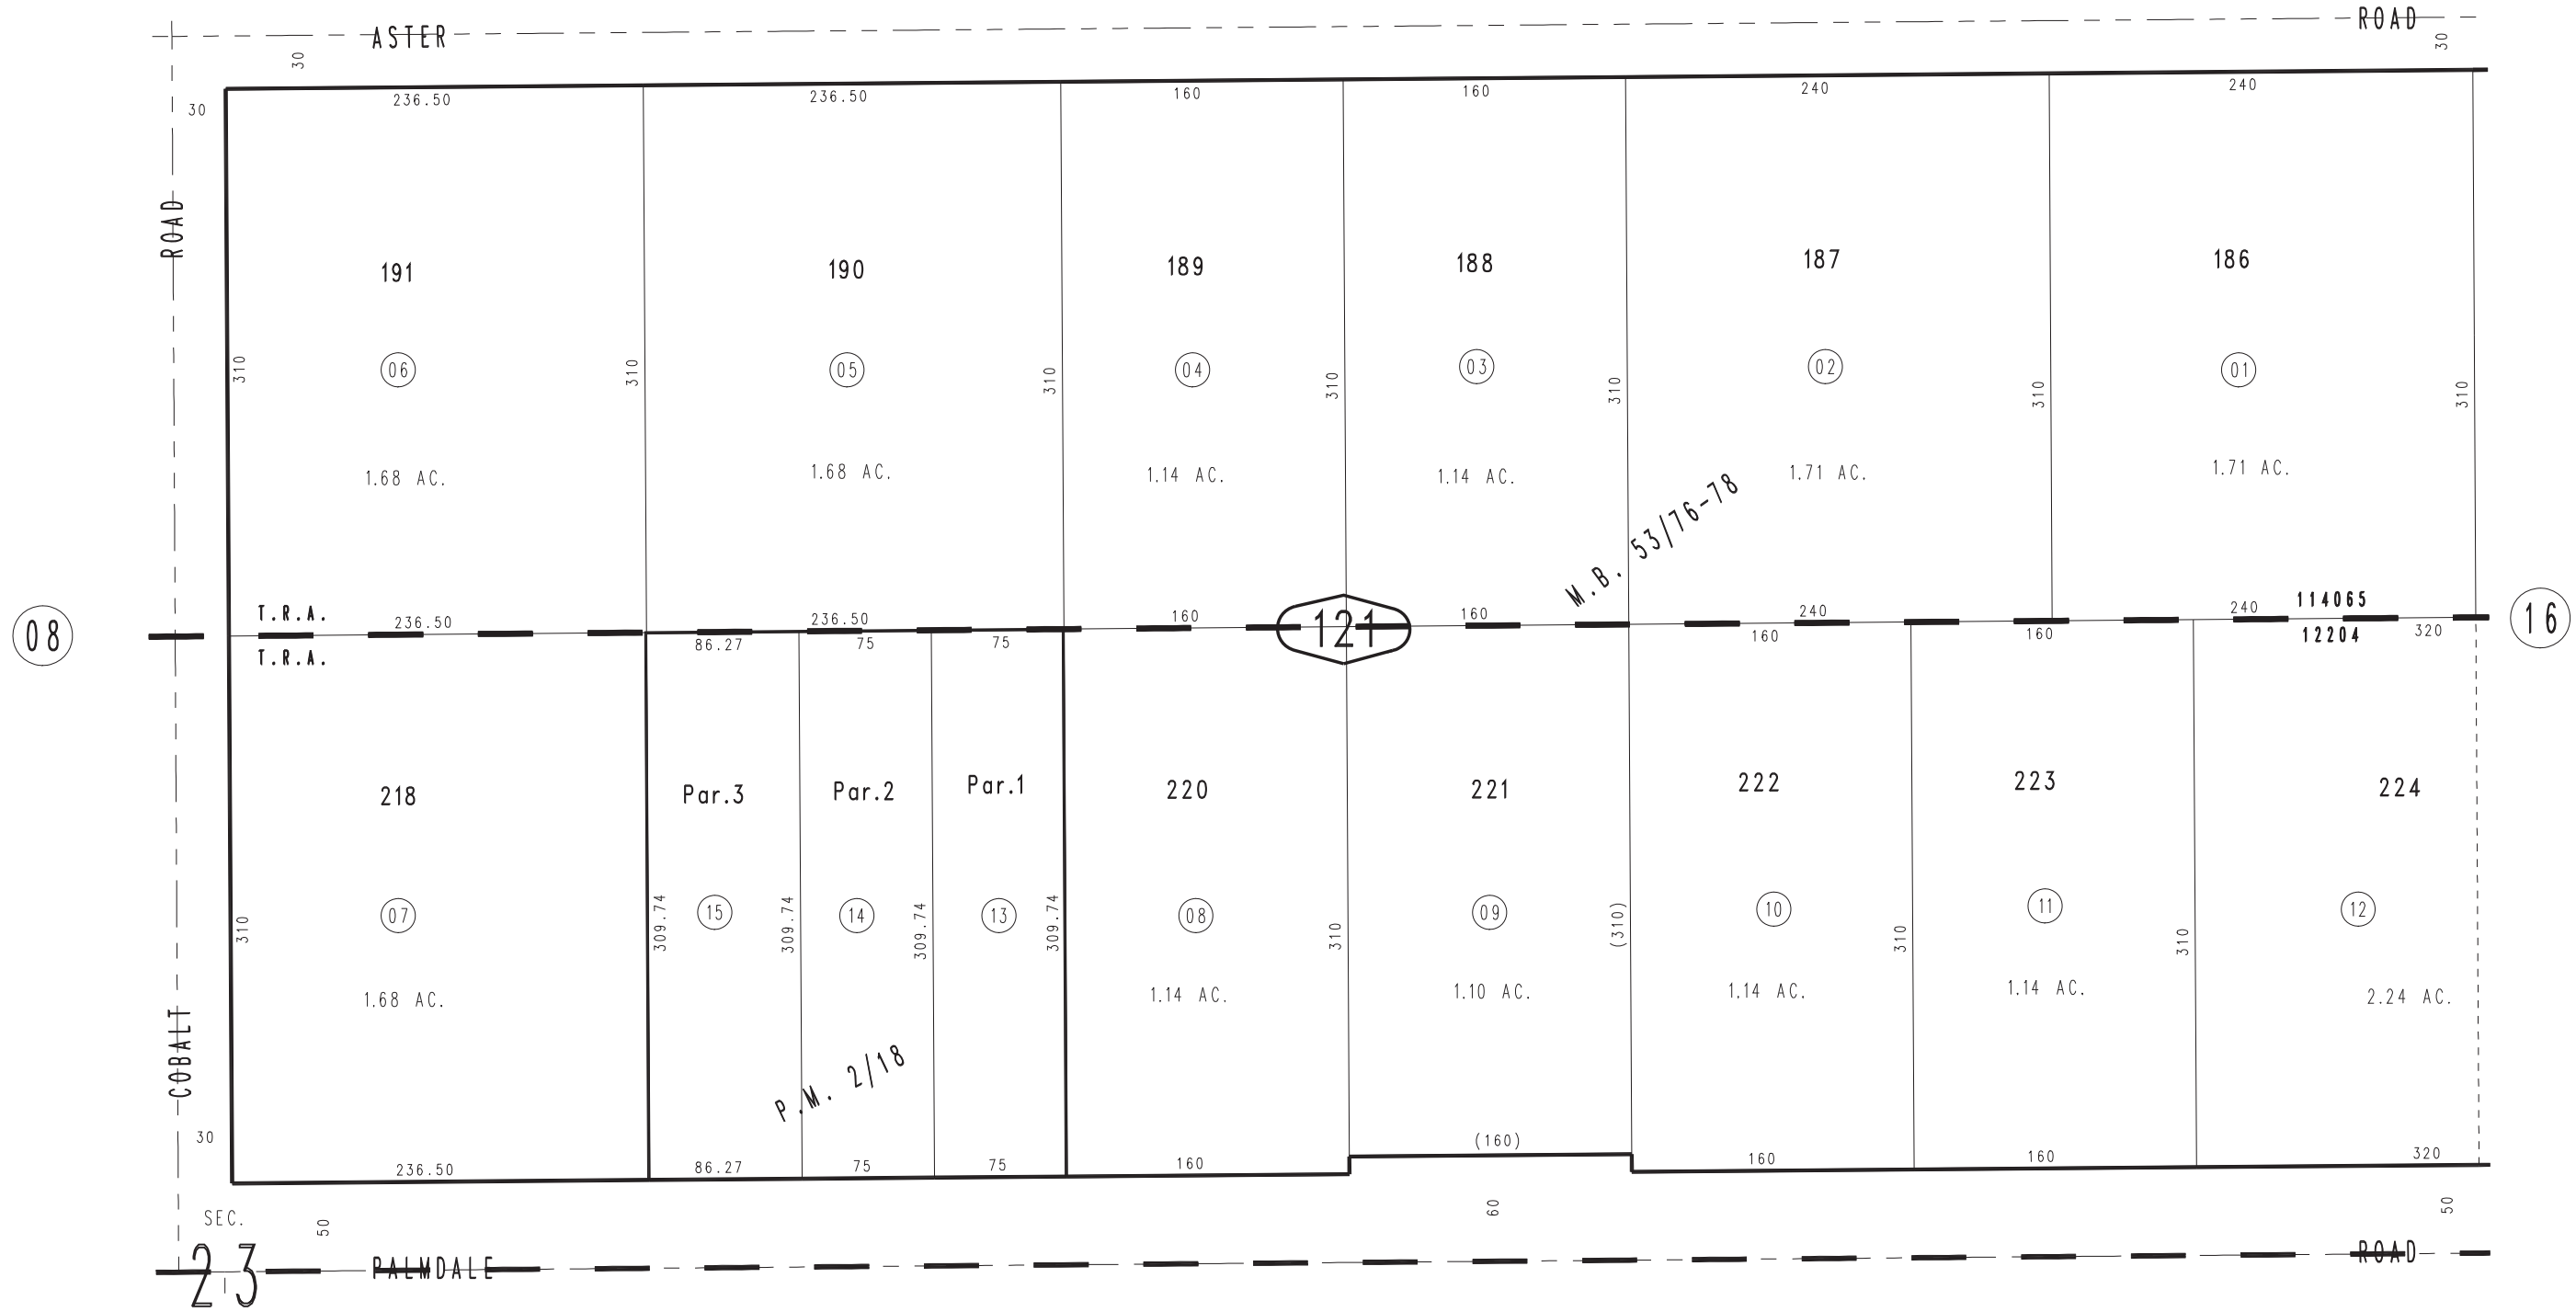 ASTER ROAD
30 30
30 236.50 236.50 160 160 240 240
ROAD
191 190 189 188 187 186
310 06 310 05 310 04 310 03 310 02 310 01 310
1.68 AC. 1.68 AC. 1.14 AC. 1.14 AC. 1.71 AC. 1.71 AC.
M.B. 53/76-78
T.R.A. 236.50 236.50 160 160 240 240 114065
08 121 16
T.R.A. 86.27 75 75 160 160 12204 320
218 Par.3 Par.2 Par.1 220 221 222 223 224
310 07 309.74 15 309.74 14 309.74 13 309.74 08 310 09 (310) 10 310 11 310 12
1.68 AC. 1.14 AC. 1.10 AC. 1.14 AC. 1.14 AC. 2.24 AC.
COBALT
P.M. 2/18
30 (160)
236.50 86.27 75 75 160 160 160 320
SEC. 50 60 50
23 PALMDALE ROAD